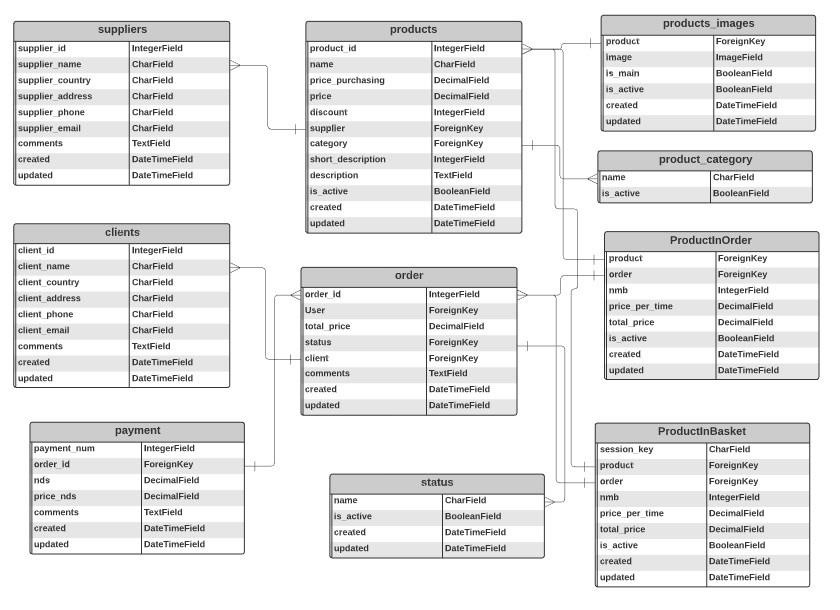 suppliers
supplier_id IntegerField
supplier_name CharField
supplier_country CharField
supplier_address CharField
supplier_phone CharField
supplier_email CharField
comments TextField
created DateTimeField
updated DateTimeField
products
product_id IntegerField
name CharField
price_purchasing DecimalField
price DecimalField
discount IntegerField
supplier ForeignKey
category ForeignKey
short_description IntegerField
description TextField
is_active BooleanField
created DateTimeField
updated DateTimeField
products_images
product ForeignKey
image ImageField
is_main BooleanField
is_active BooleanField
created DateTimeField
updated DateTimeField
product_category
name CharField
is_active BooleanField
clients
client_id IntegerField
client_name CharField
client_country CharField
client_address CharField
client_phone CharField
client_email CharField
comments TextField
created DateTimeField
updated DateTimeField
order
order_id IntegerField
User ForeignKey
total_price DecimalField
status ForeignKey
client ForeignKey
comments TextField
created DateTimeField
updated DateTimeField
ProductInOrder
product ForeignKey
order ForeignKey
nmb IntegerField
price_per_time DecimalField
total_price DecimalField
is_active BooleanField
created DateTimeField
updated DateTimeField
payment
payment_num IntegerField
order_id ForeignKey
nds DecimalField
price_nds DecimalField
comments TextField
created DateTimeField
updated DateTimeField
status
name CharField
is_active BooleanField
created DateTimeField
updated DateTimeField
ProductInBasket
session_key CharField
product ForeignKey
order ForeignKey
nmb IntegerField
price_per_time DecimalField
total_price DecimalField
is_active BooleanField
created DateTimeField
updated DateTimeField